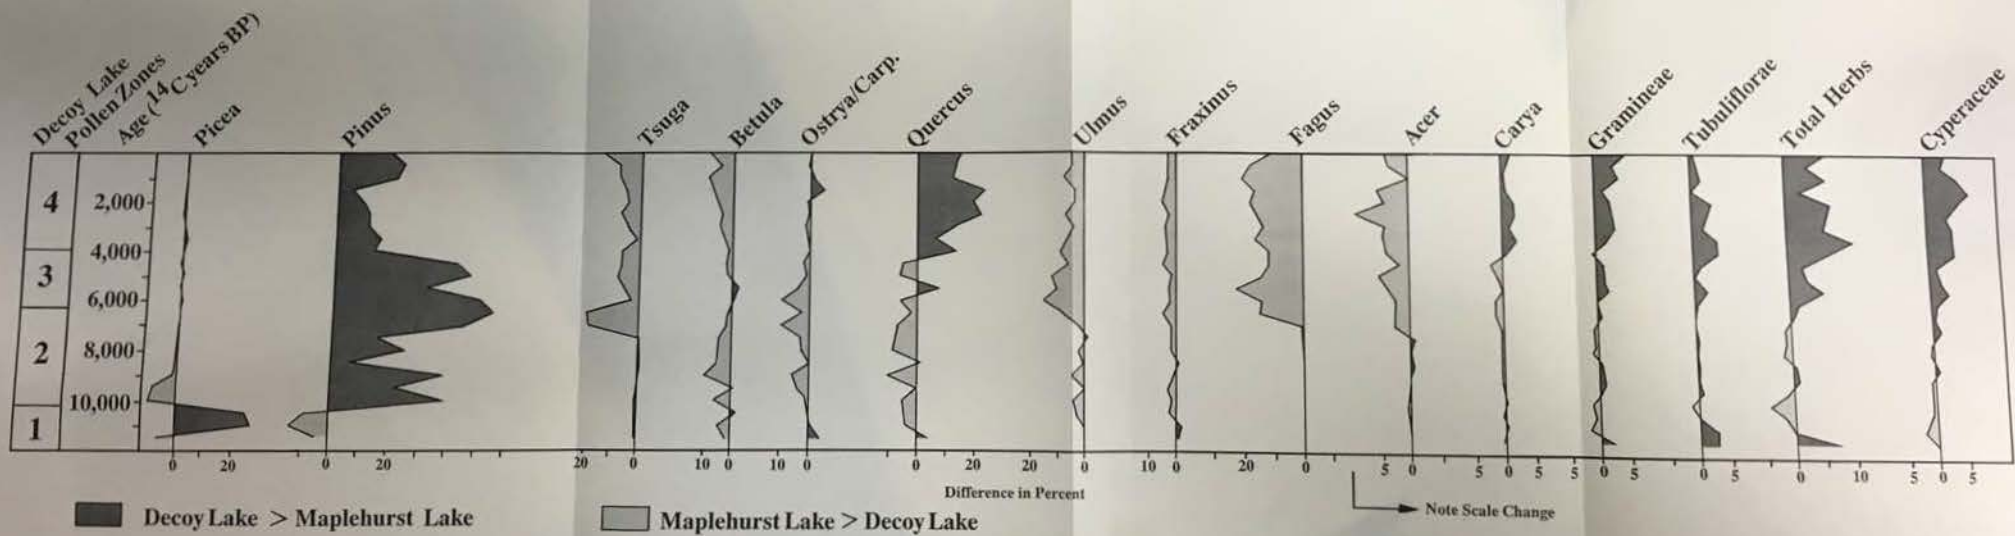 Decoy Lake
Pollen Zones
Age (14C years BP)
Picea
Pinus
Tsuga
Betula
Ostrya/Carp.
Quercus
Ulmus
Fraxinus
Fagus
Acer
Carya
Gramineae
Tubuliflorae
Total Herbs
Cyperaceae
4
3
2
1
2,000
4,000
6,000
8,000
10,000
0 20 0 20 20 0 10 0 10 0 0 20 20 0 10 0 20 0 5 0 5 0 5 5 0 5 0 5 0 10 5 0 5
Difference in Percent
Note Scale Change
Decoy Lake > Maplehurst Lake
Maplehurst Lake > Decoy Lake